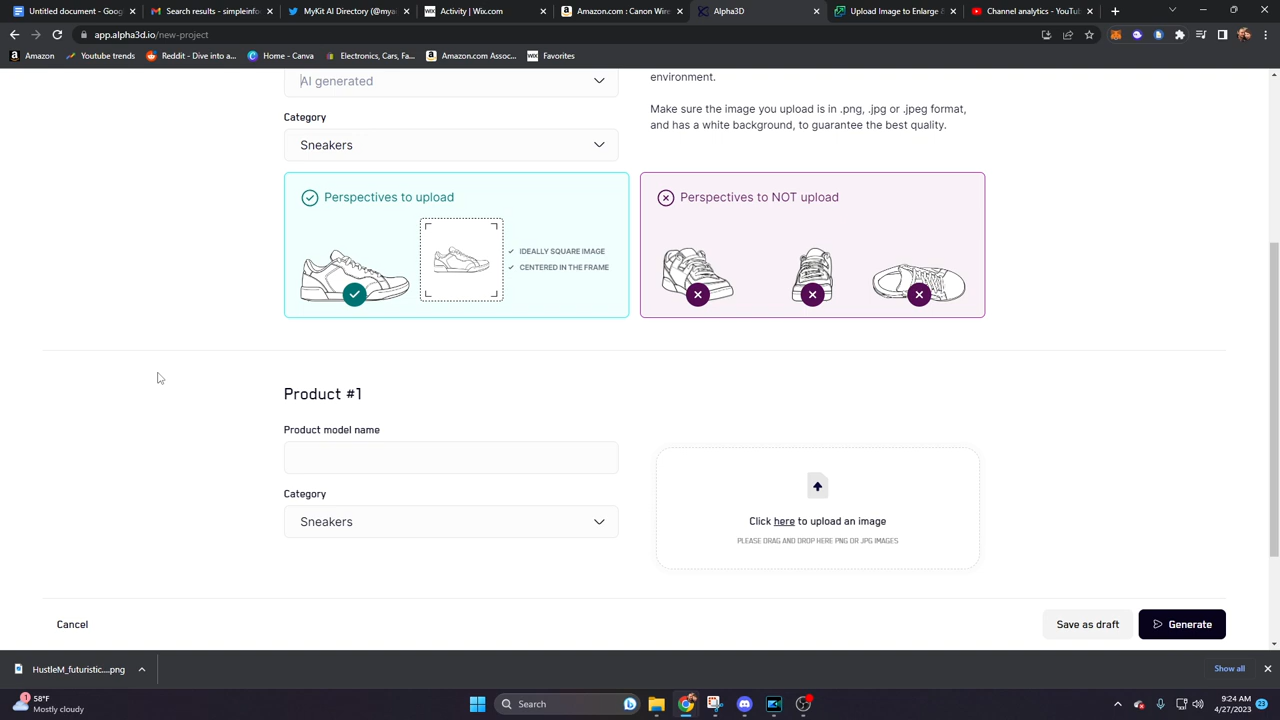 Untitled document - Google D
Search results - simpleinfo
MyKit AI Directory (@myai
Activity | Wix.com
Amazon.com : Canon Wire
Alpha3D
Upload Image to Enlarge &
Channel analytics - YouTub
app.alpha3d.io/new-project
Amazon
Youtube trends
Reddit - Dive into a...
Home - Canva
Electronics, Cars, Fa...
Amazon.com Assoc...
Favorites
AI generated
environment.
Make sure the image you upload is in .png, .jpg or .jpeg format,
and has a white background, to guarantee the best quality.
Category
Sneakers
Perspectives to upload
IDEALLY SQUARE IMAGE
CENTERED IN THE FRAME
Perspectives to NOT upload
Product #1
Product model name
Category
Sneakers
Click here to upload an image
PLEASE DRAG AND DROP HERE PNG OR JPG IMAGES
Cancel
Save as draft
Generate
HustleM_futuristic....png
Show all
58°F
Mostly cloudy
Search
9:24 AM
4/27/2023